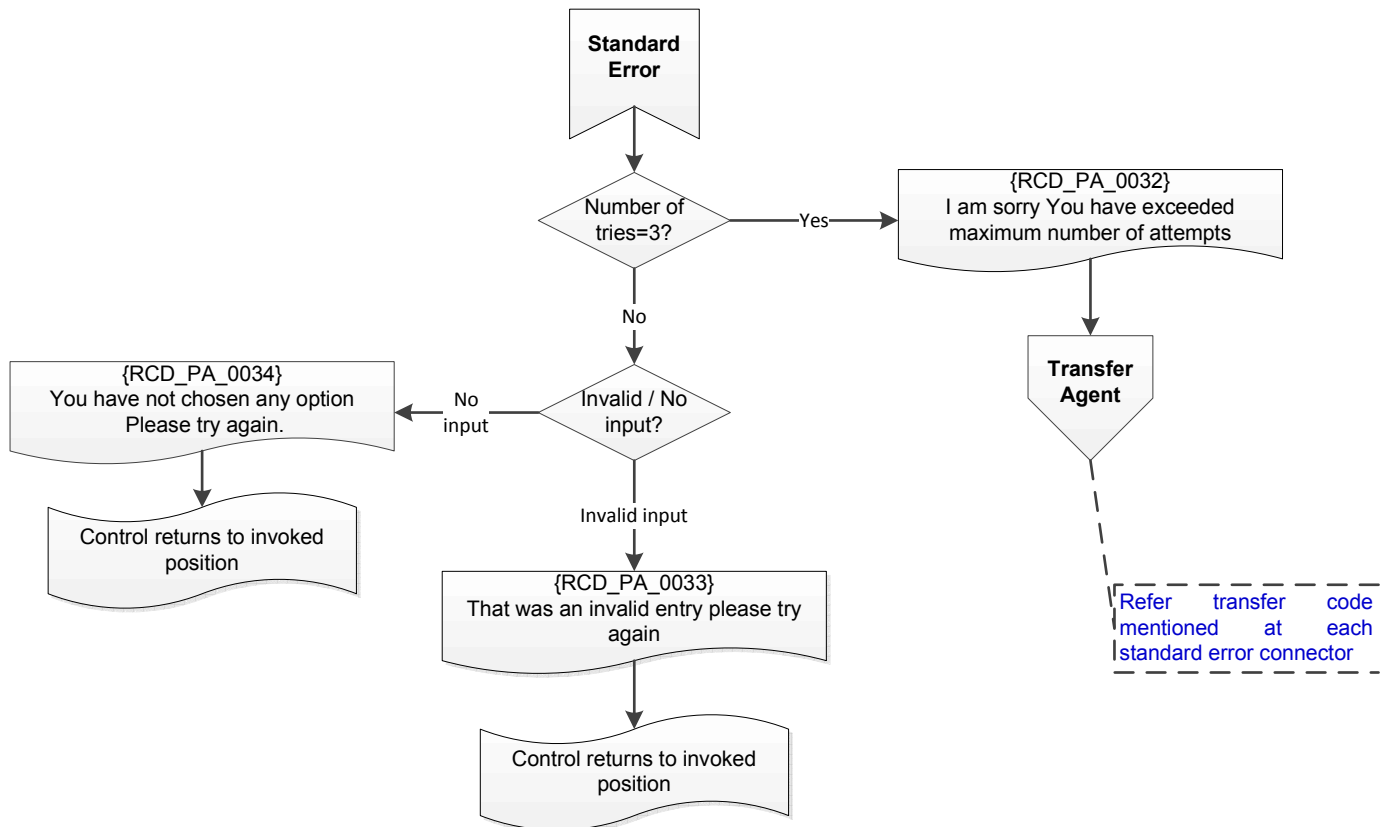 Standard
Error
Number of
tries=3?
Yes
{RCD_PA_0032}
I am sorry You have exceeded
maximum number of attempts
No
Transfer
Agent
{RCD_PA_0034}
You have not chosen any option
Please try again.
No
input
Invalid / No
input?
Control returns to invoked
position
Invalid input
{RCD_PA_0033}
That was an invalid entry please try
again
Refer transfer code
mentioned at each
standard error connector
Control returns to invoked
position